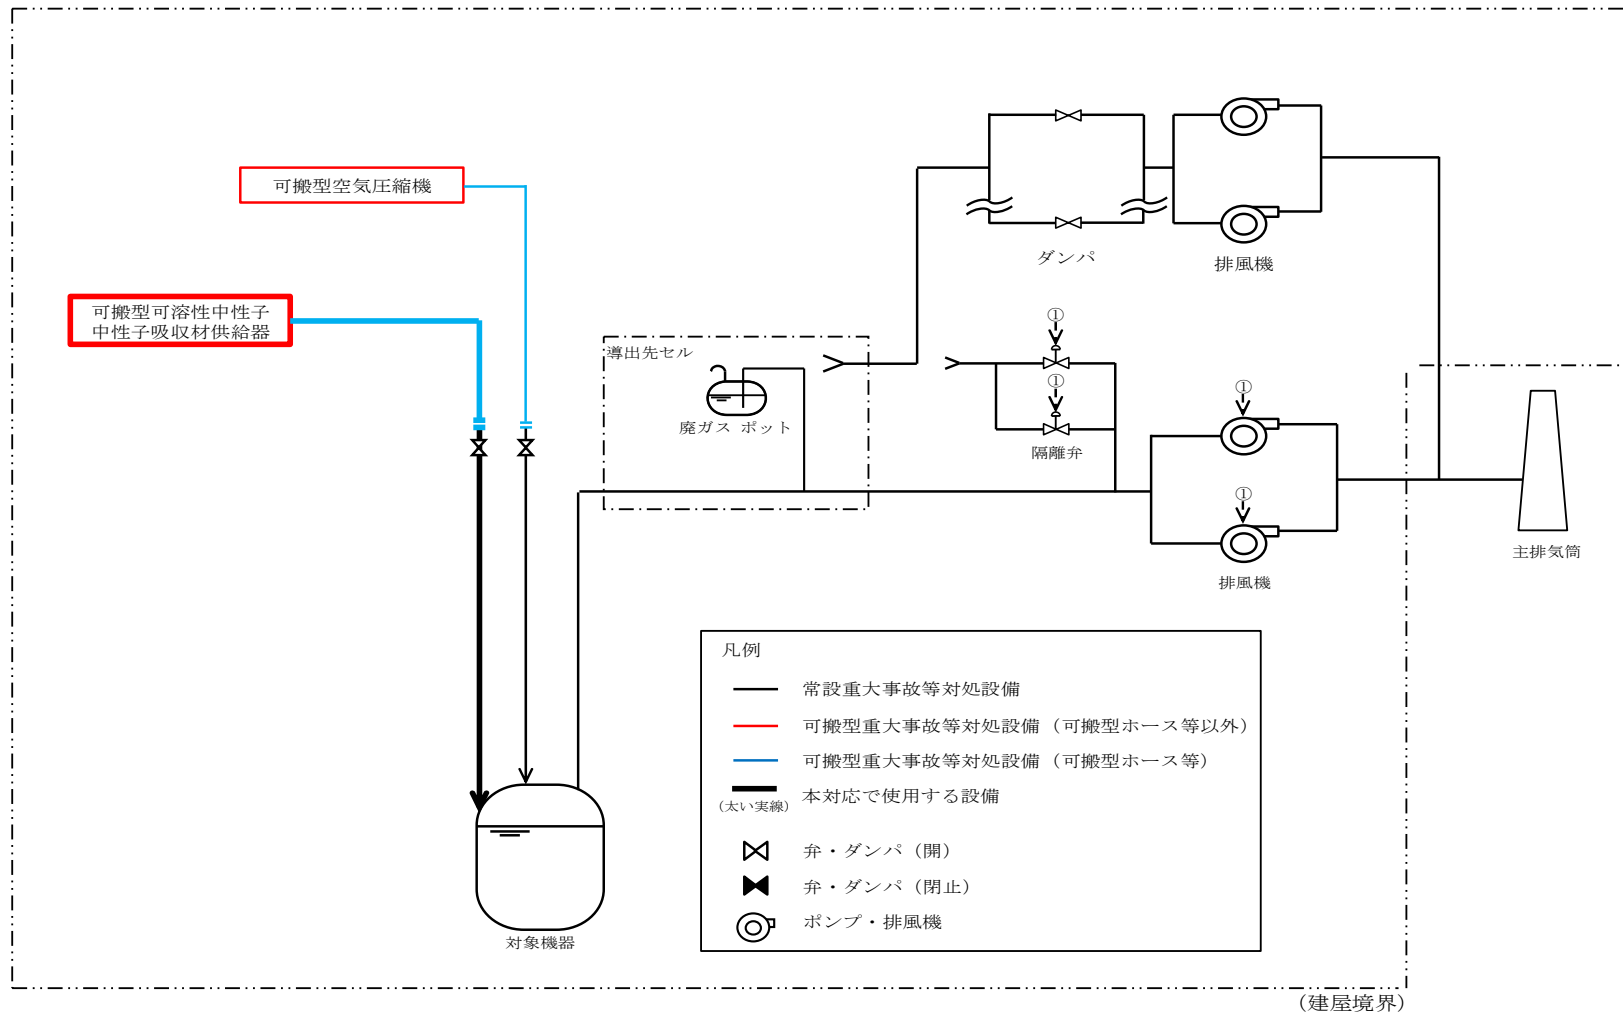 可搬型空気圧縮機
可搬型可溶性中性子
中性子吸収材供給器
ダンパ
排風機
①
導出先セル
廃ガス ポット
①
隔離弁
①
①
排風機
主排気筒
凡例
常設重大事故等対処設備
可搬型重大事故等対処設備（可搬型ホース等以外）
可搬型重大事故等対処設備（可搬型ホース等）
本対応で使用する設備
（太い実線）
弁・ダンパ（開）
弁・ダンパ（閉止）
ポンプ・排風機
対象機器
（建屋境界）